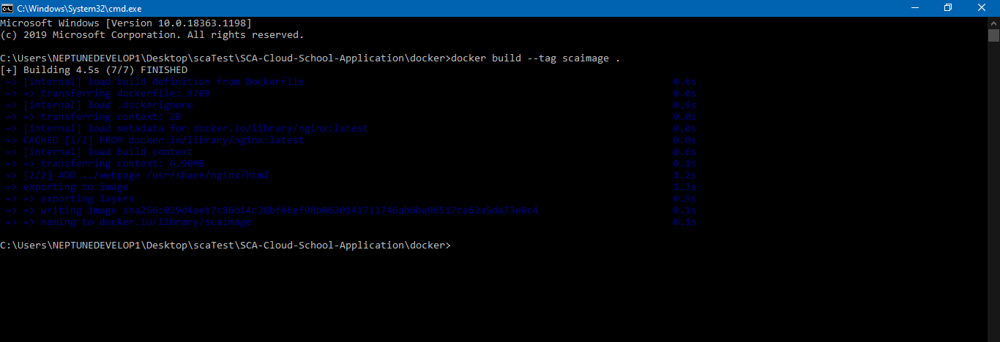 C:\Windows\System32\cmd.exe
Microsoft Windows [Version 10.0.18363.1198]
(c) 2019 Microsoft Corporation. All rights reserved.
C:\Users\NEPTUNEDEVELOP1\Desktop\scaTest\SCA-Cloud-School-Application\docker>docker build --tag scaimage .
[+] Building 4.5s (7/7) FINISHED
=> [internal] load build definition from Dockerfile 0.6s
=> => transferring dockerfile: 170B 0.0s
=> [internal] load .dockerignore 0.9s
=> => transferring context: 2B 0.0s
=> [internal] load metadata for docker.io/library/nginx:latest 0.0s
=> CACHED [1/2] FROM docker.io/library/nginx:latest 0.0s
=> [internal] load build context 0.6s
=> => transferring context: 6.90MB 0.1s
=> [2/2] ADD ../webpage /usr/share/nginx/html 1.2s
=> exporting to image 1.3s
=> => exporting layers 0.9s
=> => writing image 0.1s
=> => naming to docker.io/library/scaimage 0.1s
C:\Users\NEPTUNEDEVELOP1\Desktop\scaTest\SCA-Cloud-School-Application\docker>